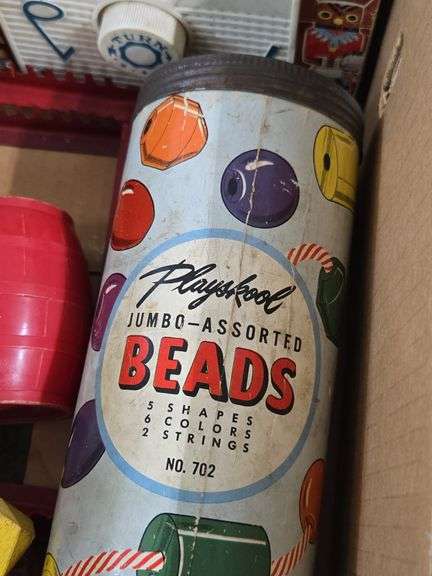 TURN
Playskool
JUMBO-ASSORTED
BEADS
5 SHAPES
6 COLORS
2 STRINGS
NO. 702